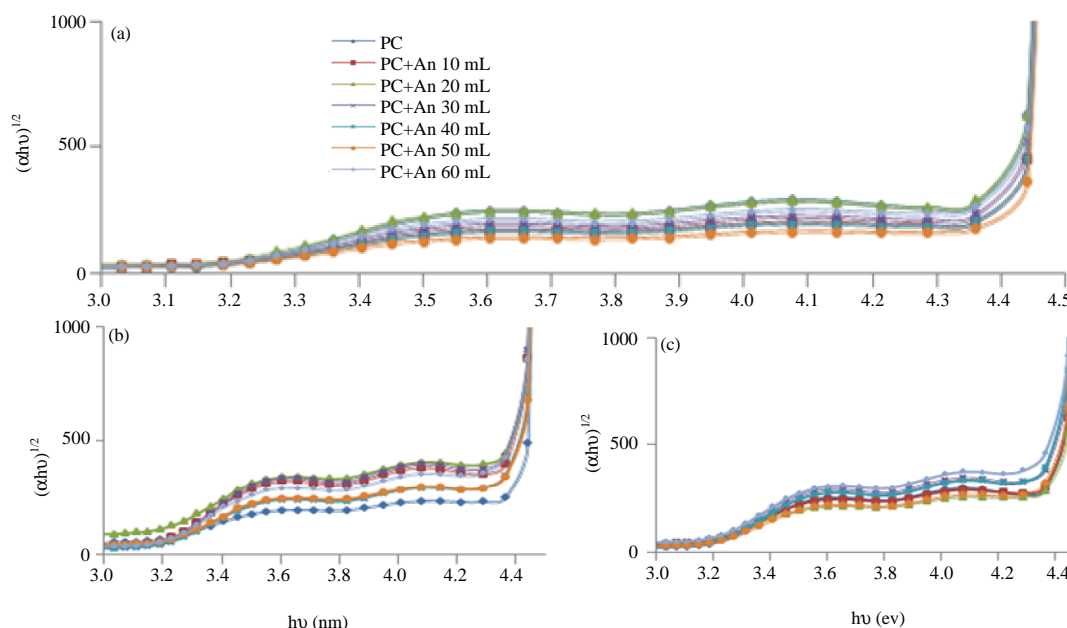 (a)
1000
500
0
(αhυ)1/2
PC
PC+An 10 mL
PC+An 20 mL
PC+An 30 mL
PC+An 40 mL
PC+An 50 mL
PC+An 60 mL
3.0 3.1 3.2 3.3 3.4 3.5 3.6 3.7 3.8 3.9 4.0 4.1 4.2 4.3 4.4 4.5
(b)
1000
500
0
(αhυ)1/2
3.0 3.2 3.4 3.6 3.8 4.0 4.2 4.4
hυ (nm)
(c)
1000
500
0
(αhυ)1/2
3.0 3.2 3.4 3.6 3.8 4.0 4.2 4.4
hυ (ev)